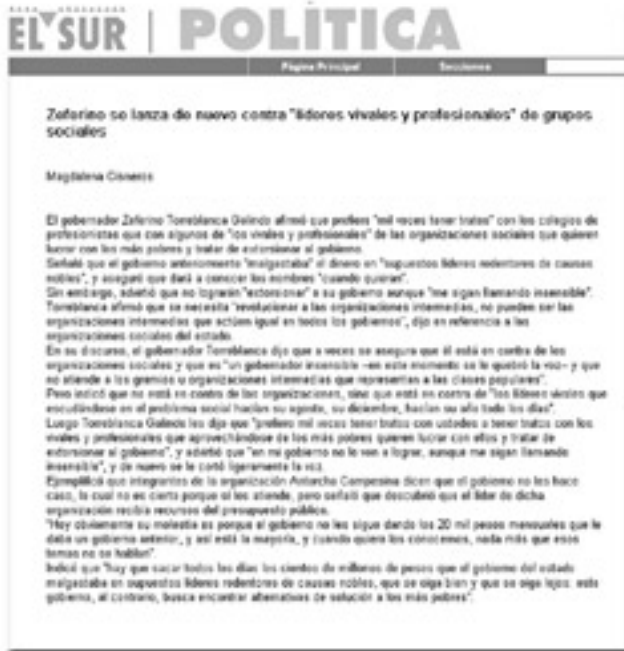 EL SUR | POLÍTICA
Página Principal Secciones
Zeferino se lanza de nuevo contra "líderes vivales y profesionales" de grupos
sociales
Magdalena Cisneros
El gobernador Zeferino Torreblanca Galindo afirmó que prefiere "mil veces tener tratos" con los colegios de
profesionistas que con algunos de "los vivales y profesionales" de las organizaciones sociales que quieren
lucrar con los más pobres y tratar de extorsionar al gobierno.
Señaló que el gobierno anteriormente "malgastaba" el dinero en "supuestos líderes redentores de causas
nobles", y aseguró que dará a conocer los nombres "cuando quieran".
Sin embargo, advirtió que no lograrán "extorsionar" a su gobierno aunque "me sigan llamando insensible".
Torreblanca afirmó que se necesita "revolucionar a las organizaciones intermedias, no pueden ser las
organizaciones intermedias que actúen igual en todos los gobiernos", dijo en referencia a las
organizaciones sociales del estado.
En su discurso, el gobernador Torreblanca dijo que a veces se asegura que él está en contra de las
organizaciones sociales y que es "un gobernador insensible –en este momento se le quebró la voz– y que
no atiende a los gremios u organizaciones intermedias que representan a las clases populares".
Pero indicó que no está en contra de las organizaciones, sino que está en contra de "los líderes viviles que
escudándose en el problema social hacían su agosto, su diciembre, hacían su año todo los días".
Luego Torreblanca Galindo les dijo que "prefiero mil veces tener tratos con ustedes a tener tratos con los
vivales y profesionales que aprovechándose de los más pobres quieren lucrar con ellos y tratar de
extorsionar al gobierno", y advirtió que "en mi gobierno no lo van a lograr, aunque me sigan llamando
insensible", y de nuevo se le cortó ligeramente la voz.
Ejemplificó que integrantes de la organización Antorcha Campesina dicen que el gobierno no les hace
caso, lo cual no es cierto porque sí los atiende, pero señaló que descubrió que el líder de dicha
organización recibía recursos del presupuesto público.
"Hoy obviamente su molestia es porque el gobierno no les sigue dando los 20 mil pesos mensuales que le
daba un gobierno anterior, y así está la mayoría, y cuando quiera los conocemos, nada más que esos
temas no se hablan".
Indicó que "hay que sacar todos los días los cientos de millones de pesos que el gobierno del estado
malgastaba en supuestos líderes redentores de causas nobles, que se oiga bien y que se oiga lejos: este
gobierno, al contrario, busca encontrar alternativas de solución a los más pobres".